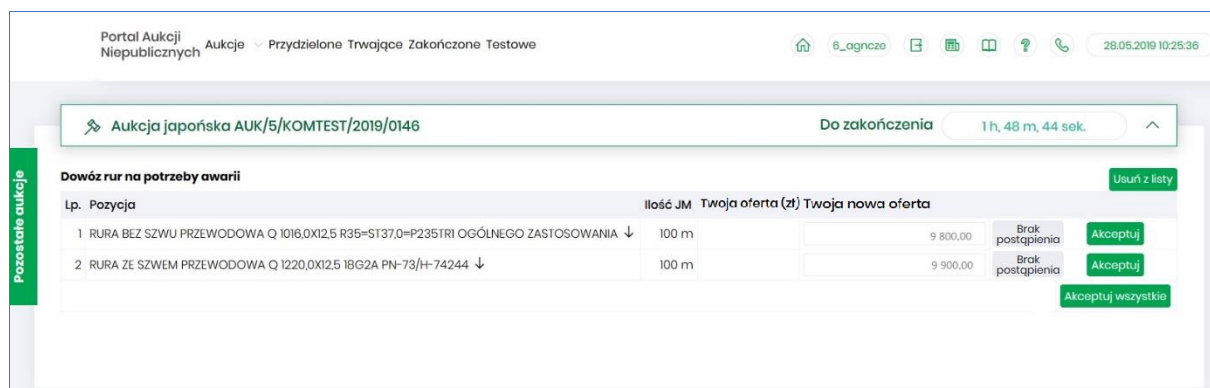 Portal Aukcji
Niepublicznych Aukcje Przydzielone Trwające Zakończone Testowe 6_agncze ? 28.05.2019 10:25:36
Aukcja japońska AUK/5/KOMTEST/2019/0146 Do zakończenia 1 h, 48 m, 44 sek.
Pozostałe aukcje
Dowóz rur na potrzeby awarii Usuń z listy
Lp. Pozycja Ilość JM Twoja oferta (zł) Twoja nowa oferta
1 RURA BEZ SZWU PRZEWODOWA Q 1016,0X12,5 R35=ST37,0=P235TR1 OGÓLNEGO ZASTOSOWANIA ↓ 100 m 9 800,00 Brak postąpienia Akceptuj
2 RURA ZE SZWEM PRZEWODOWA Q 1220,0X12,5 18G2A PN-73/H-74244 ↓ 100 m 9 900,00 Brak postąpienia Akceptuj
Akceptuj wszystkie